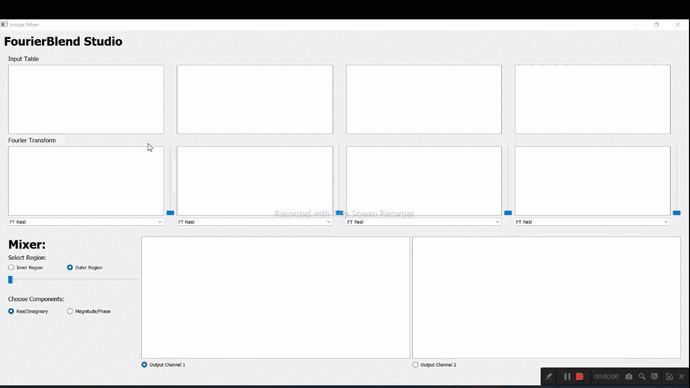 Image Mixer
FourierBlend Studio
Input Table
Fourier Transform
FT Real
FT Real
FT Real
FT Real
Mixer:
Select Region:
Inner Region
Outer Region
Choose Components:
Real/Imaginary
Magnitude/Phase
Output Channel 1
Output Channel 2
Recorded with
Screen Recorder
00:00:00